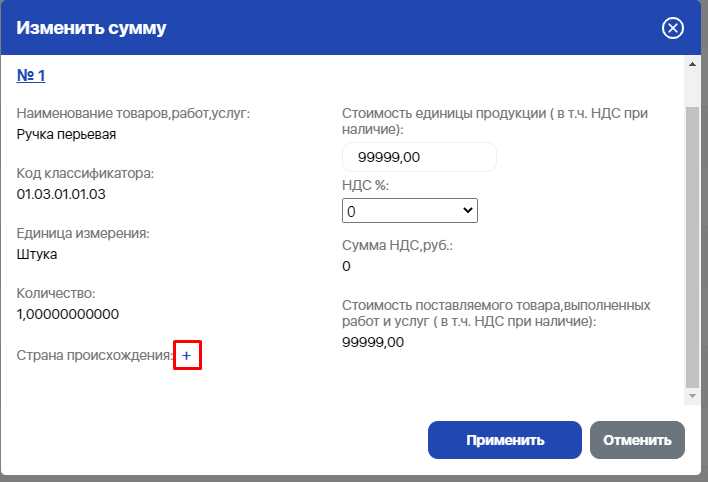 Изменить сумму
№ 1
Наименование товаров,работ,услуг:
Ручка перьевая
Код классификатора:
01.03.01.01.03
Единица измерения:
Штука
Количество:
1,00000000000
Страна происхождения: +
Стоимость единицы продукции ( в т.ч. НДС при
наличие):
99999,00
НДС %:
0
Сумма НДС,руб.:
0
Стоимость поставляемого товара,выполненных
работ и услуг ( в т.ч. НДС при наличие):
99999,00
Применить
Отменить